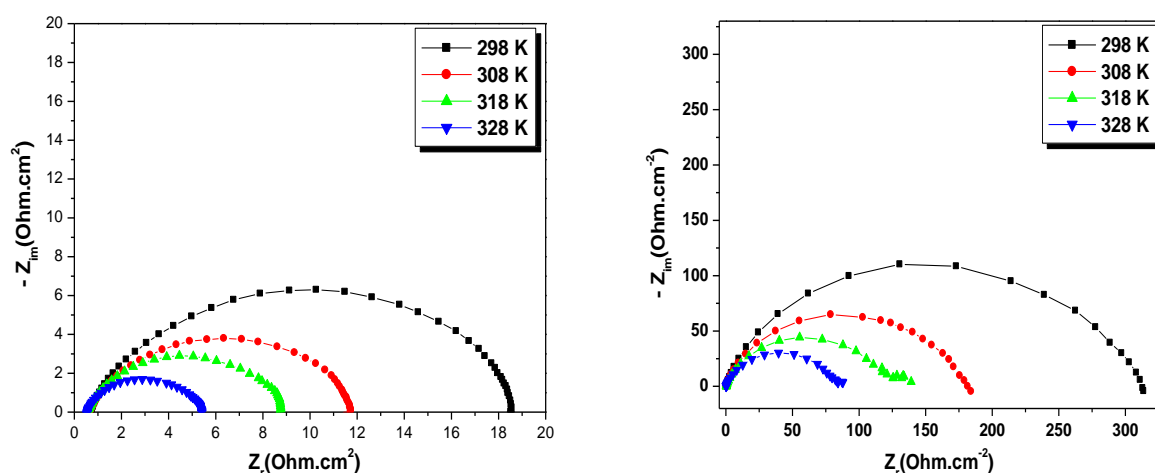 20
18
16
14
12
10
8
6
4
2
0
- Z_im(Ohm.cm²)
298 K
308 K
318 K
328 K
0 2 4 6 8 10 12 14 16 18 20
Z_r(Ohm.cm²)
300
250
200
150
100
50
0
- Z_im(Ohm.cm⁻²)
298 K
308 K
318 K
328 K
0 50 100 150 200 250 300
Z_r(Ohm.cm⁻²)